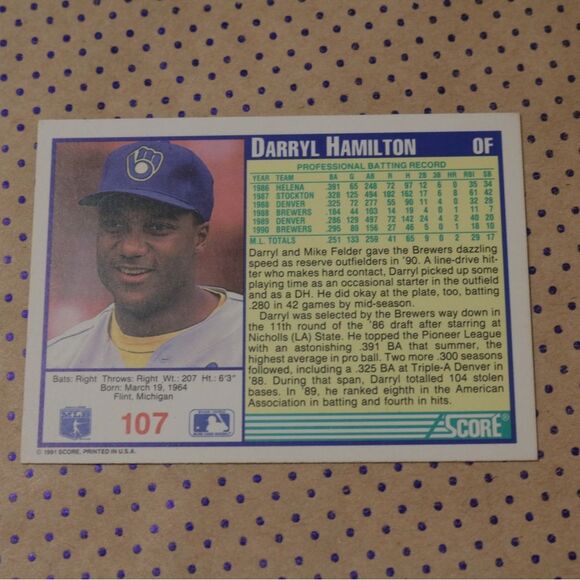 DARRYL HAMILTON OF
PROFESSIONAL BATTING RECORD
YEAR TEAM BA G AB R H 2B 3B HR RBI SB
1986 HELENA .391 65 248 72 97 12 6 0 35 34
1987 STOCKTON .328 125 494 102 162 17 6 8 61 42
1988 DENVER .325 72 277 55 90 11 4 0 32 23
1988 BREWERS .184 44 103 14 19 4 0 1 11 7
1989 DENVER .286 129 497 72 142 24 4 2 40 20
1990 BREWERS .295 89 156 27 46 5 0 1 18 10
M.L. TOTALS .251 133 259 41 65 9 0 2 29 17
Darryl and Mike Felder gave the Brewers dazzling
speed as reserve outfielders in '90. A line-drive hit-
ter who makes hard contact, Darryl picked up some
playing time as an occasional starter in the outfield
and as a DH. He did okay at the plate, too, batting
.280 in 42 games by mid-season.
Darryl was selected by the Brewers way down in
the 11th round of the '86 draft after starring at
Nicholls (LA) State. He topped the Pioneer League
with an astonishing .391 BA that summer, the
highest average in pro ball. Two more .300 seasons
followed, including a .325 BA at Triple-A Denver in
'88. During that span, Darryl totalled 104 stolen
bases. In '89, he ranked eighth in the American
Association in batting and fourth in hits.
Bats: Right Throws: Right Wt.: 207 Ht.: 6'3"
Born: March 19, 1964
Flint, Michigan
107
SCORE®
© 1991 SCORE, PRINTED IN U.S.A.